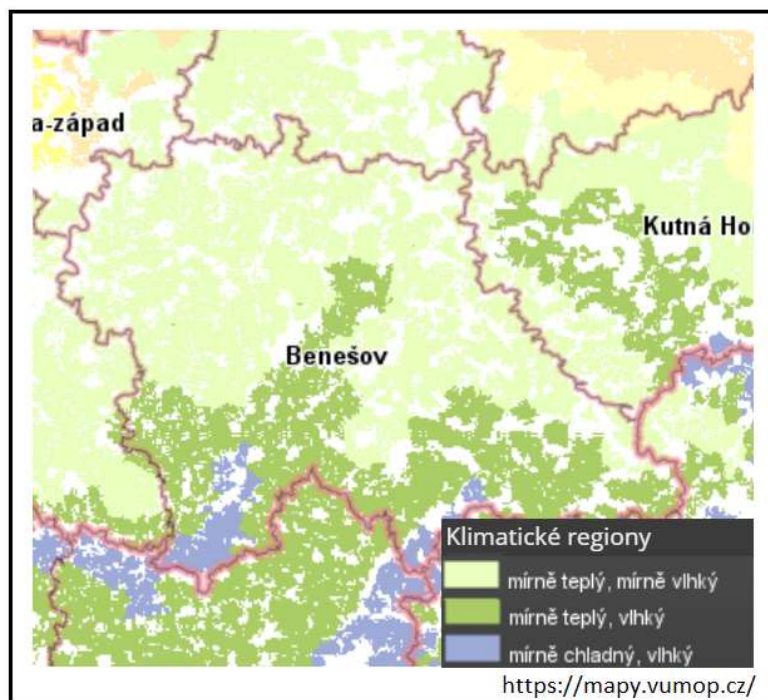 a-západ
Kutná Ho
Benešov
Klimatické regiony
mírně teplý, mírně vlhký
mírně teplý, vlhký
mírně chladný, vlhký
https://mapy.vumop.cz/